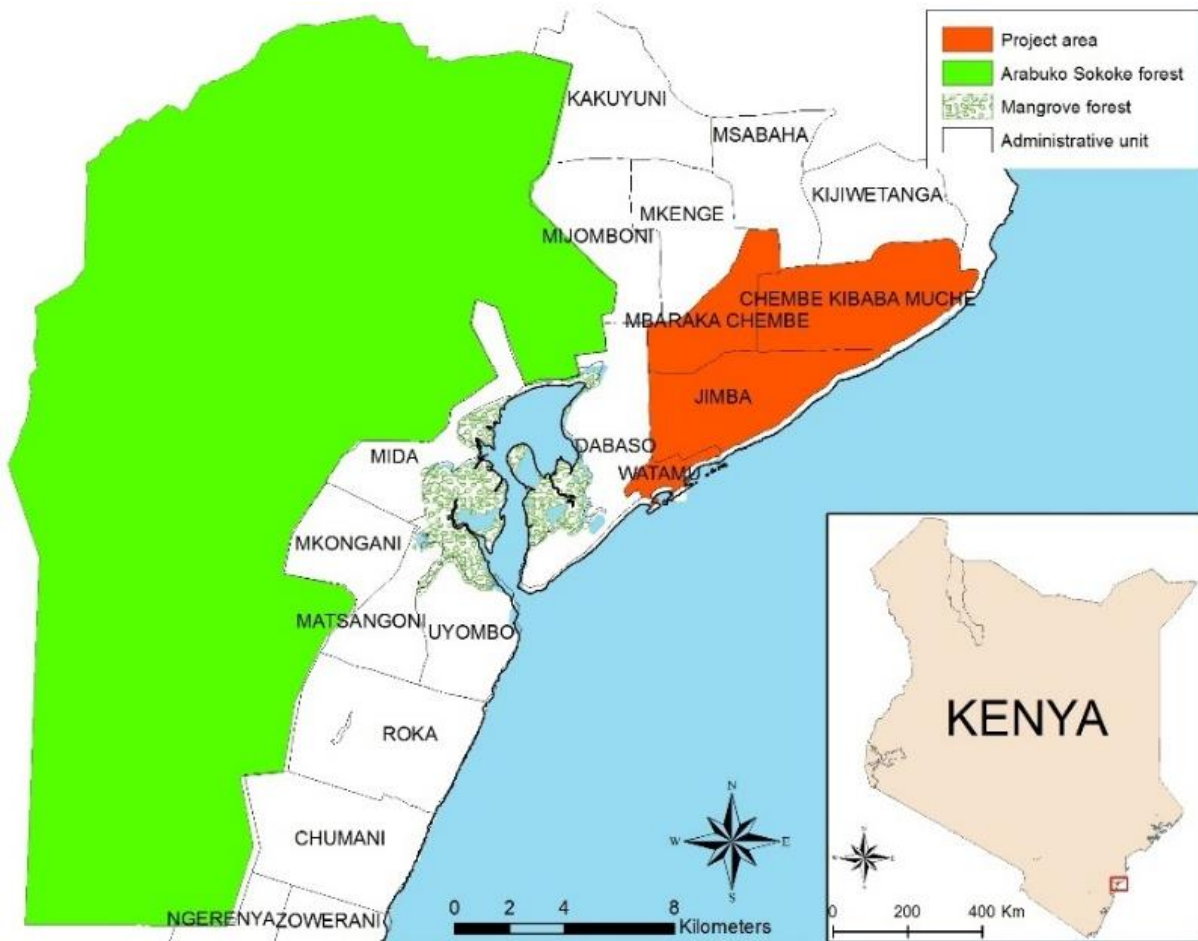 Project area
Arabuko Sokoke forest
Mangrove forest
Administrative unit
KAKUYUNI
MSABAHA
KIJIWETANGA
MKENGE
MIJOMBONI
CHEMBE KIBABA MUCHE
MBARAKA CHEMBE
JIMBA
DABASO
WATAMU
MIDA
MKONGANI
MATSANGONI
UYOMBO
ROKA
CHUMANI
NGERENYA
ZOWERANI
N
W E
S
0 2 4 8
Kilometers
KENYA
N
W E
S
0 200 400 Km